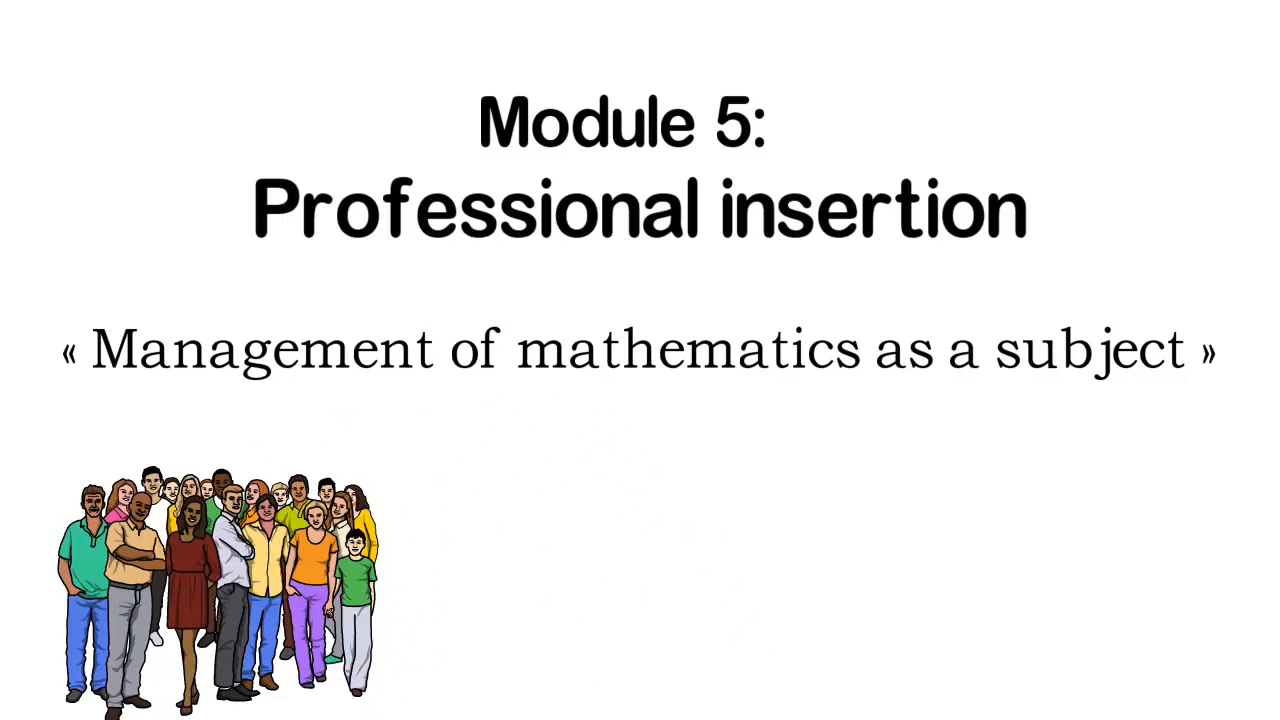 Module 5:
Professional insertion
« Management of mathematics as a subject »